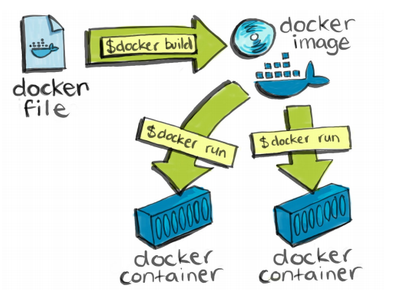 $docker build
docker
image
docker
file
$docker run
$docker run
docker
container
docker
container